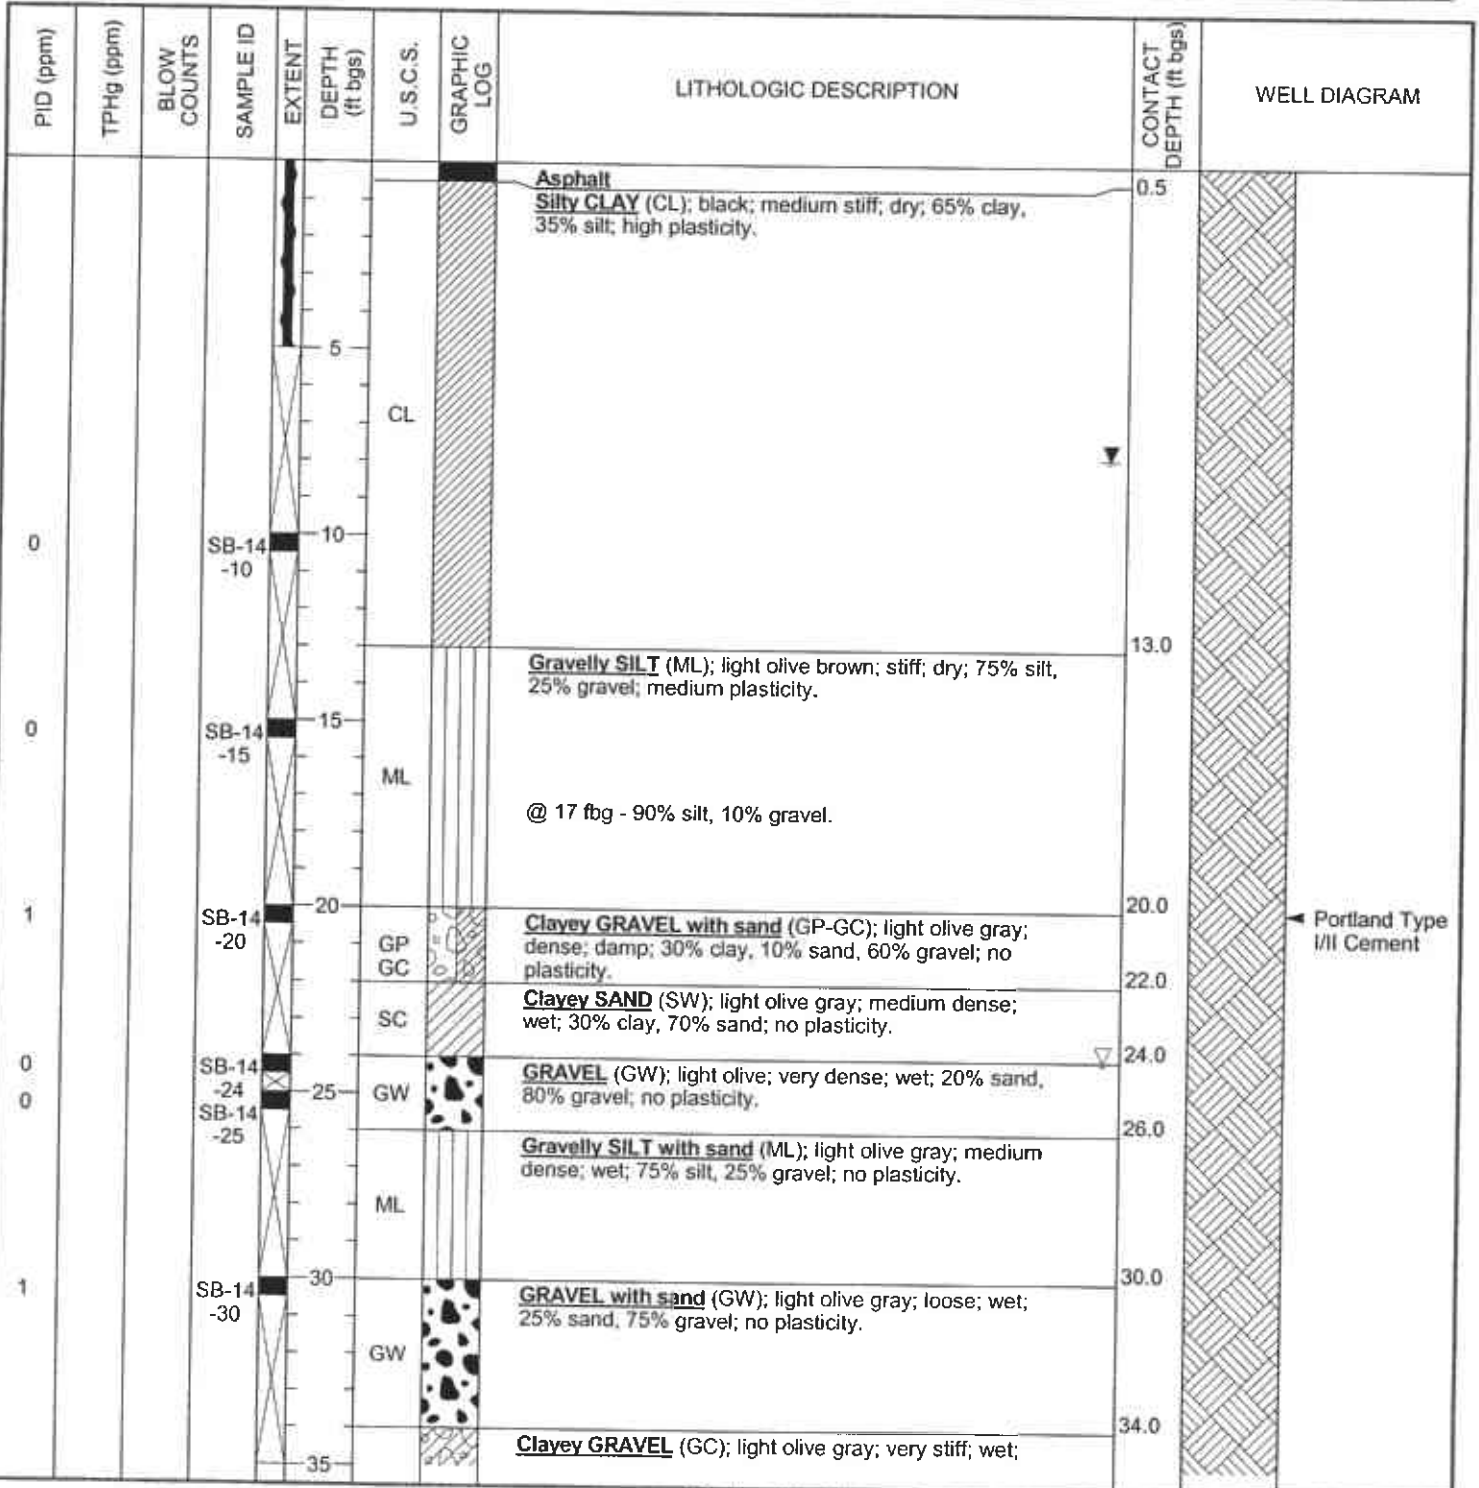 PID (ppm)
TPHg (ppm)
BLOW
COUNTS
SAMPLE ID
EXTENT
DEPTH
(ft bgs)
U.S.C.S.
GRAPHIC
LOG
LITHOLOGIC DESCRIPTION
CONTACT
DEPTH (ft bgs)
WELL DIAGRAM
Asphalt
0.5
Silty CLAY (CL); black; medium stiff; dry; 65% clay,
35% silt; high plasticity.
5
CL
0
SB-14
-10
10
13.0
Gravelly SILT (ML); light olive brown; stiff; dry; 75% silt,
25% gravel; medium plasticity.
0
SB-14
-15
15
ML
@ 17 fbg - 90% silt, 10% gravel.
1
SB-14
-20
20
20.0
GP
GC
Clayey GRAVEL with sand (GP-GC); light olive gray;
dense; damp; 30% clay, 10% sand, 60% gravel; no
plasticity.
Portland Type
I/II Cement
22.0
SC
Clayey SAND (SW); light olive gray; medium dense;
wet; 30% clay, 70% sand; no plasticity.
0
SB-14
-24
24.0
0
SB-14
-25
25
GW
GRAVEL (GW); light olive; very dense; wet; 20% sand,
80% gravel; no plasticity.
26.0
ML
Gravelly SILT with sand (ML); light olive gray; medium
dense; wet; 75% silt, 25% gravel; no plasticity.
1
SB-14
-30
30
30.0
GW
GRAVEL with sand (GW); light olive gray; loose; wet;
25% sand, 75% gravel; no plasticity.
34.0
Clayey GRAVEL (GC); light olive gray; very stiff; wet;
35